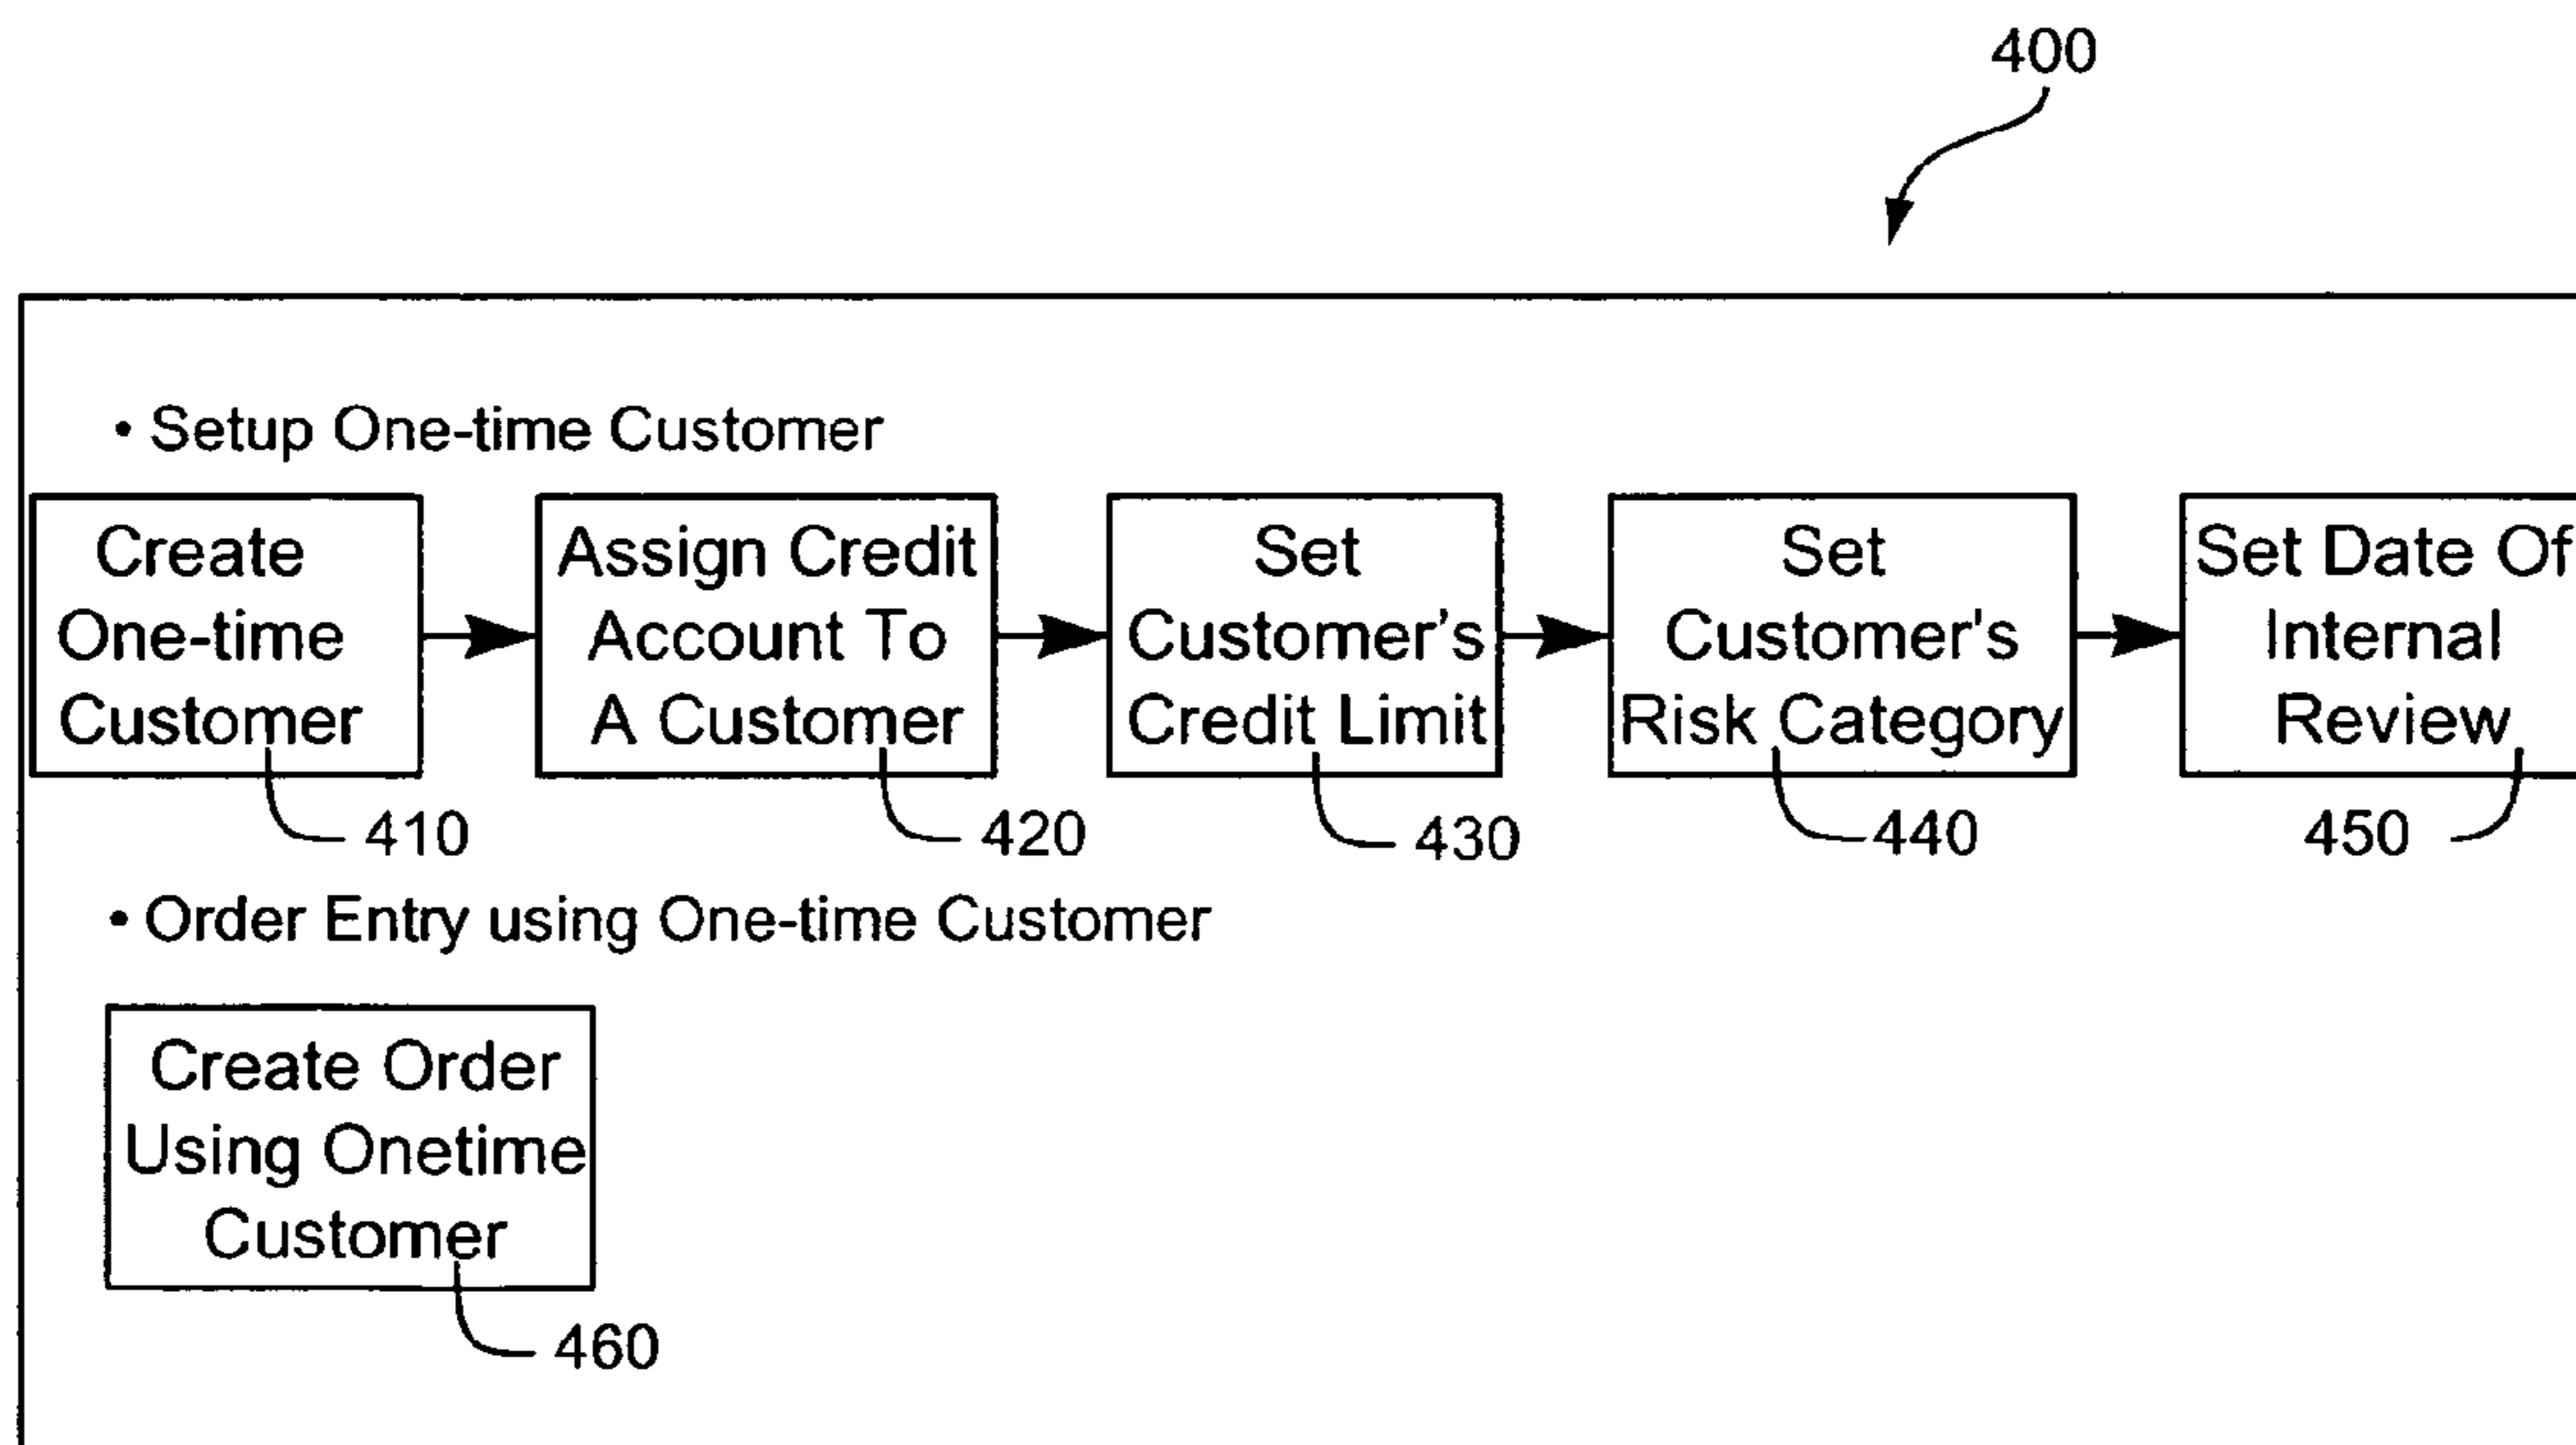 400
• Setup One-time Customer
Create
One-time
Customer
410
Assign Credit
Account To
A Customer
420
Set
Customer's
Credit Limit
430
Set
Customer's
Risk Category
440
Set Date Of
Internal
Review
450
• Order Entry using One-time Customer
Create Order
Using Onetime
Customer
460